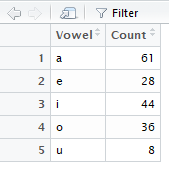 Filter
Vowel Count
1 a 61
2 e 28
3 i 44
4 o 36
5 u 8